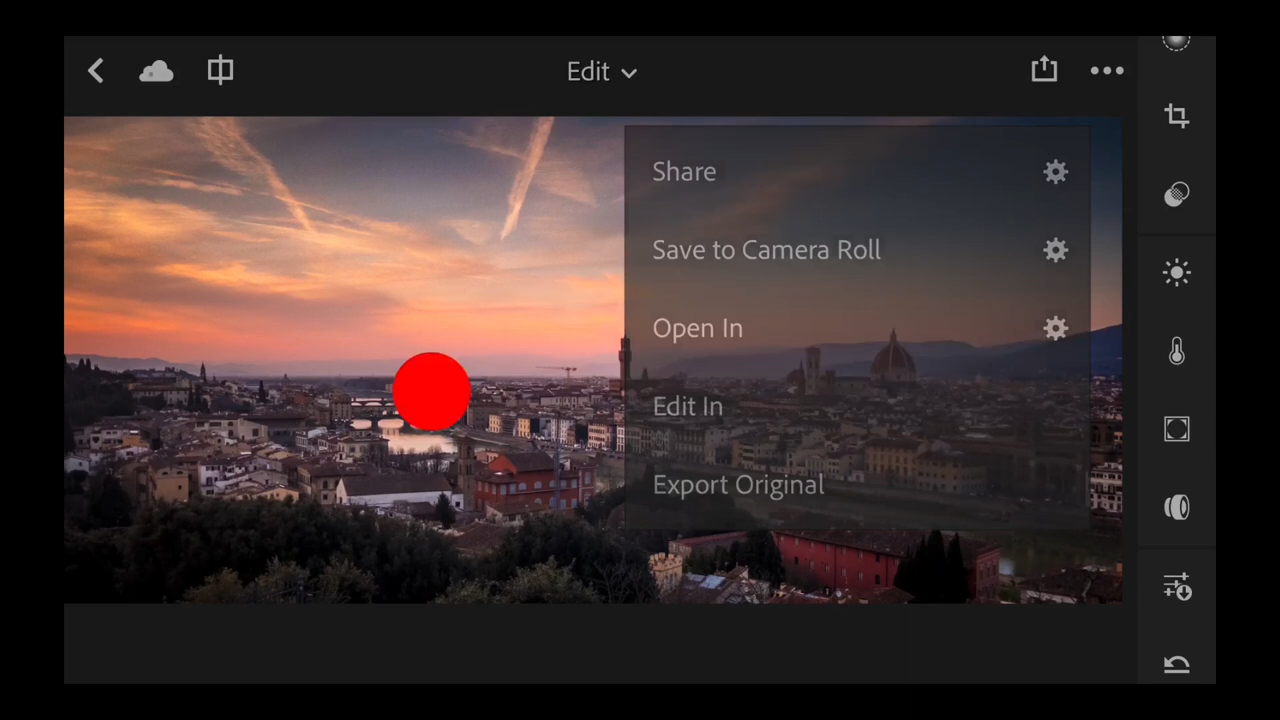 Edit
Share
Save to Camera Roll
Open In
Edit In
Export Original